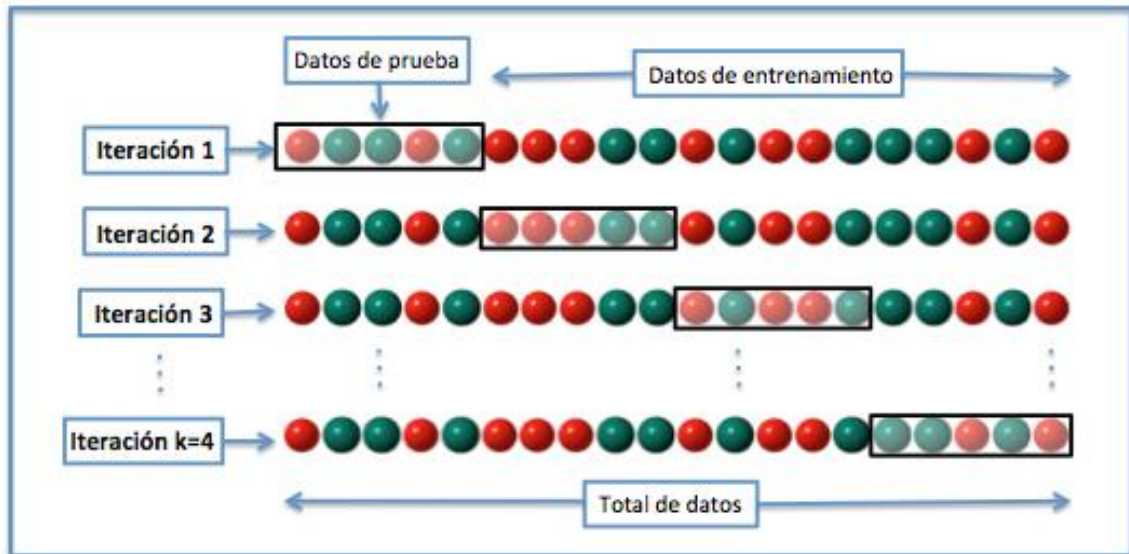 Datos de prueba
Datos de entrenamiento
Iteración 1
Iteración 2
Iteración 3
Iteración k=4
Total de datos